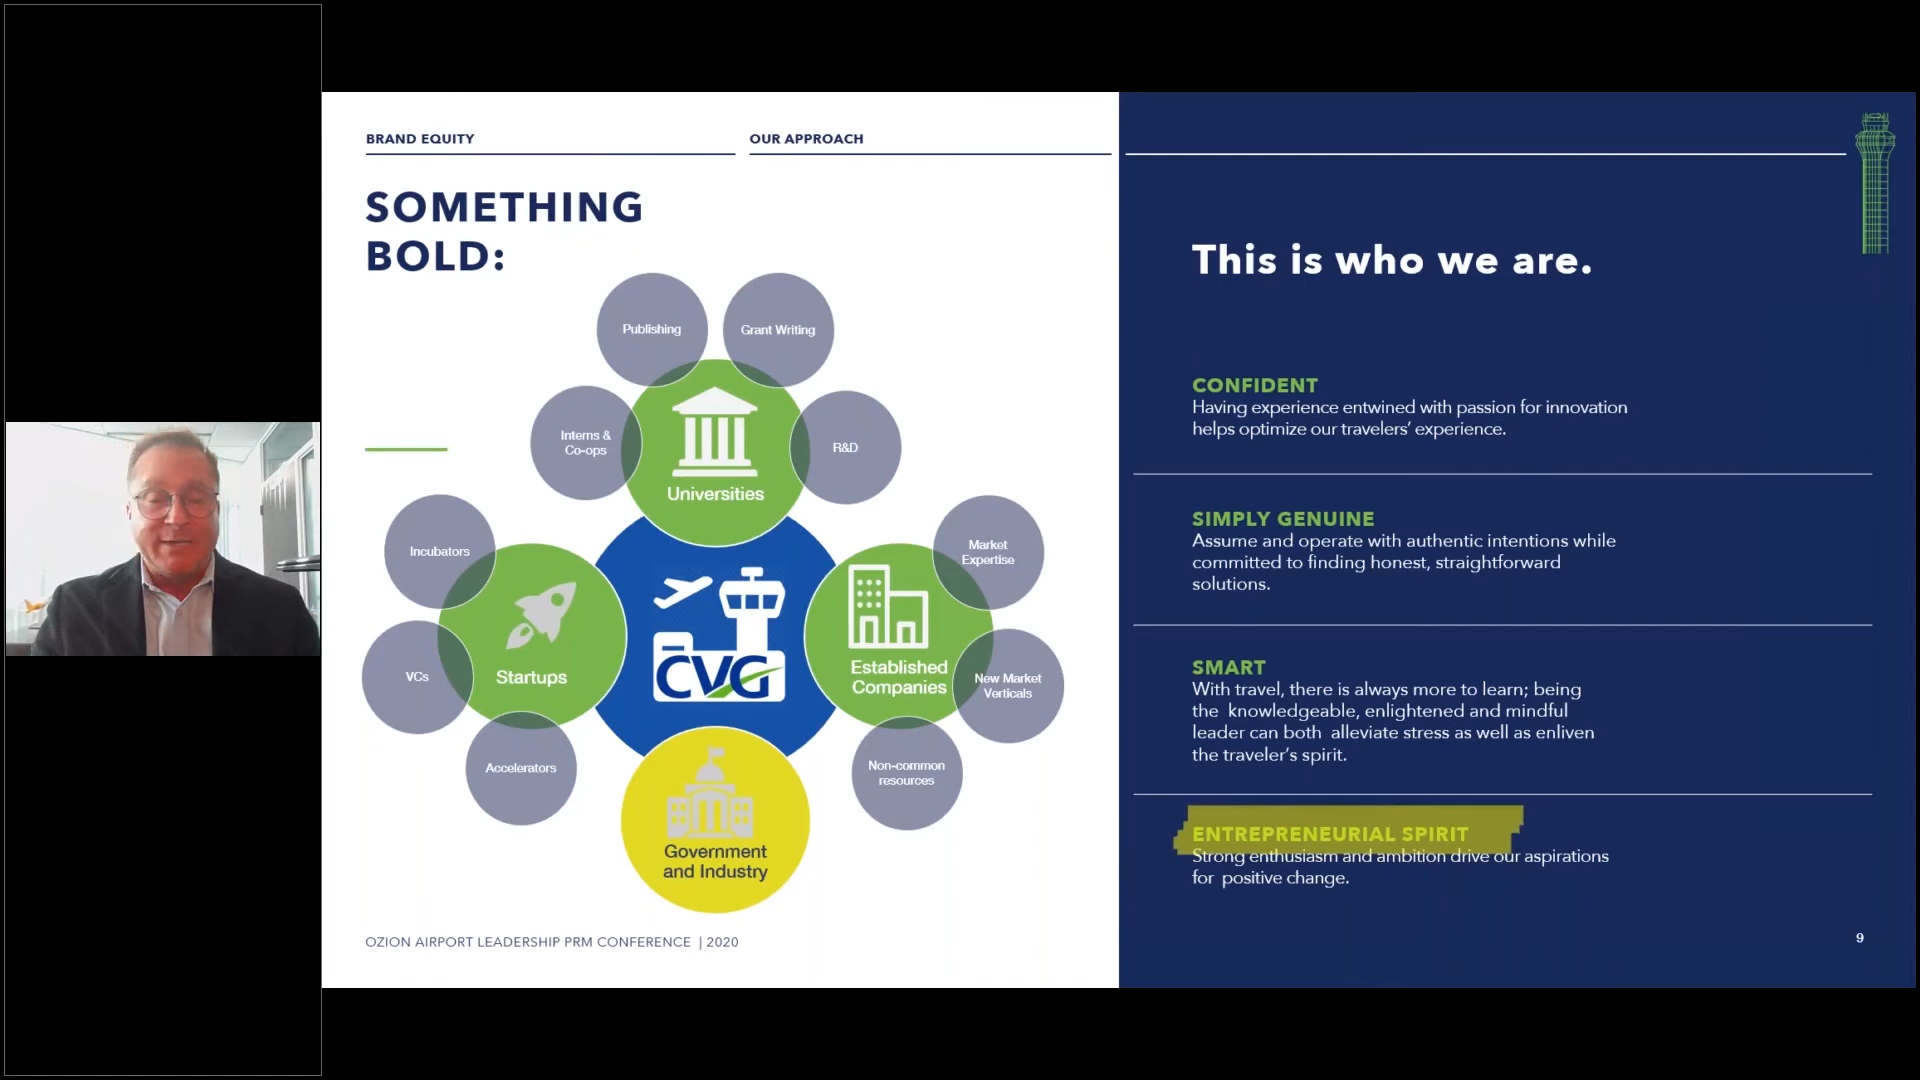 BRAND EQUITY
OUR APPROACH
SOMETHING
BOLD:
Publishing
Grant Writing
Interns &
Co-ops
R&D
Universities
Incubators
VCs
Accelerators
Startups
CVG
Market
Expertise
New Market
Verticals
Non-common
resources
Established
Companies
Government
and Industry
OZION AIRPORT LEADERSHIP PRM CONFERENCE | 2020
This is who we are.
CONFIDENT
Having experience entwined with passion for innovation
helps optimize our travelers’ experience.
SIMPLY GENUINE
Assume and operate with authentic intentions while
committed to finding honest, straightforward
solutions.
SMART
With travel, there is always more to learn; being
the knowledgeable, enlightened and mindful
leader can both alleviate stress as well as enliven
the traveler’s spirit.
ENTREPRENEURIAL SPIRIT
Strong enthusiasm and ambition drive our aspirations
for positive change.
9